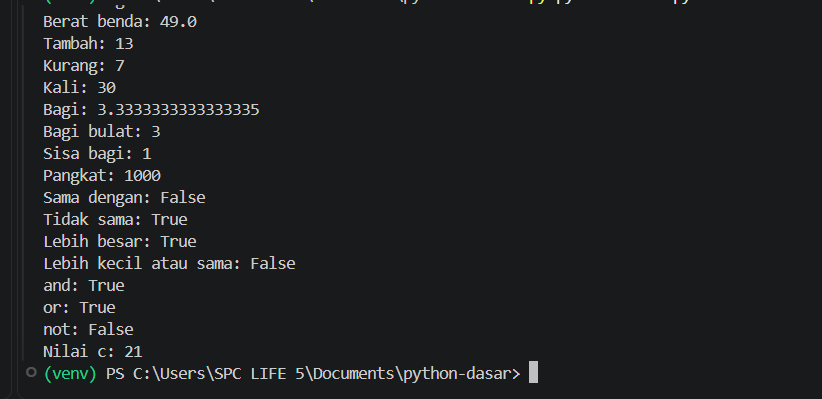 Berat benda: 49.0
Tambah: 13
Kurang: 7
Kali: 30
Bagi: 3.3333333333333335
Bagi bulat: 3
Sisa bagi: 1
Pangkat: 1000
Sama dengan: False
Tidak sama: True
Lebih besar: True
Lebih kecil atau sama: False
and: True
or: True
not: False
Nilai c: 21
(venv) PS C:\Users\SPC LIFE 5\Documents\python-dasar>